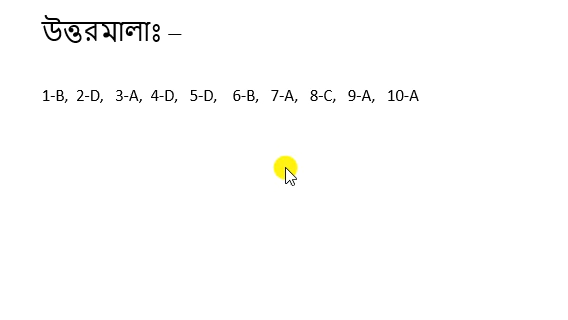 উত্তরমালাঃ –
1-B, 2-D, 3-A, 4-D, 5-D, 6-B, 7-A, 8-C, 9-A, 10-A